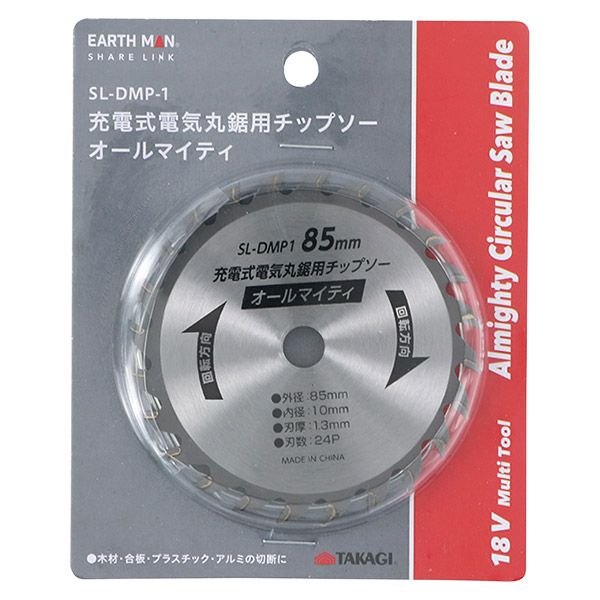 EARTH MAN
SHARE LINK
SL-DMP-1
充電式電気丸鋸用チップソー
オールマイティ
SL-DMP1 85mm
充電式電気丸鋸用チップソー
オールマイティ
回転方向
回転方向
●外径:85mm
●内径:10mm
●刃厚:1.3mm
●刃数:24P
MADE IN CHINA
18V Multi Tool Almighty Circular Saw Blade
●木材・合板・プラスチック・アルミの切断に
TAKAGI